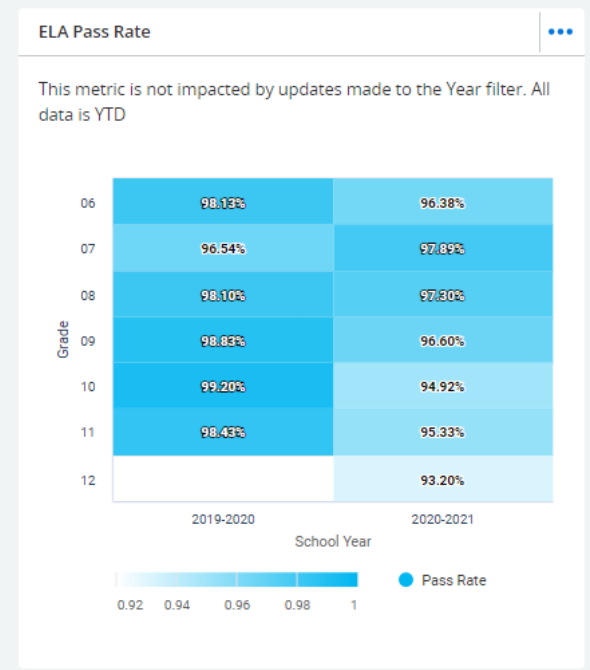 ELA Pass Rate
This metric is not impacted by updates made to the Year filter. All
data is YTD
06 98.13% 96.38%
07 96.54% 97.89%
08 98.10% 97.30%
Grade
09 98.83% 96.60%
10 99.20% 94.92%
11 98.43% 95.33%
12 93.20%
2019-2020 2020-2021
School Year
Pass Rate
0.92 0.94 0.96 0.98 1